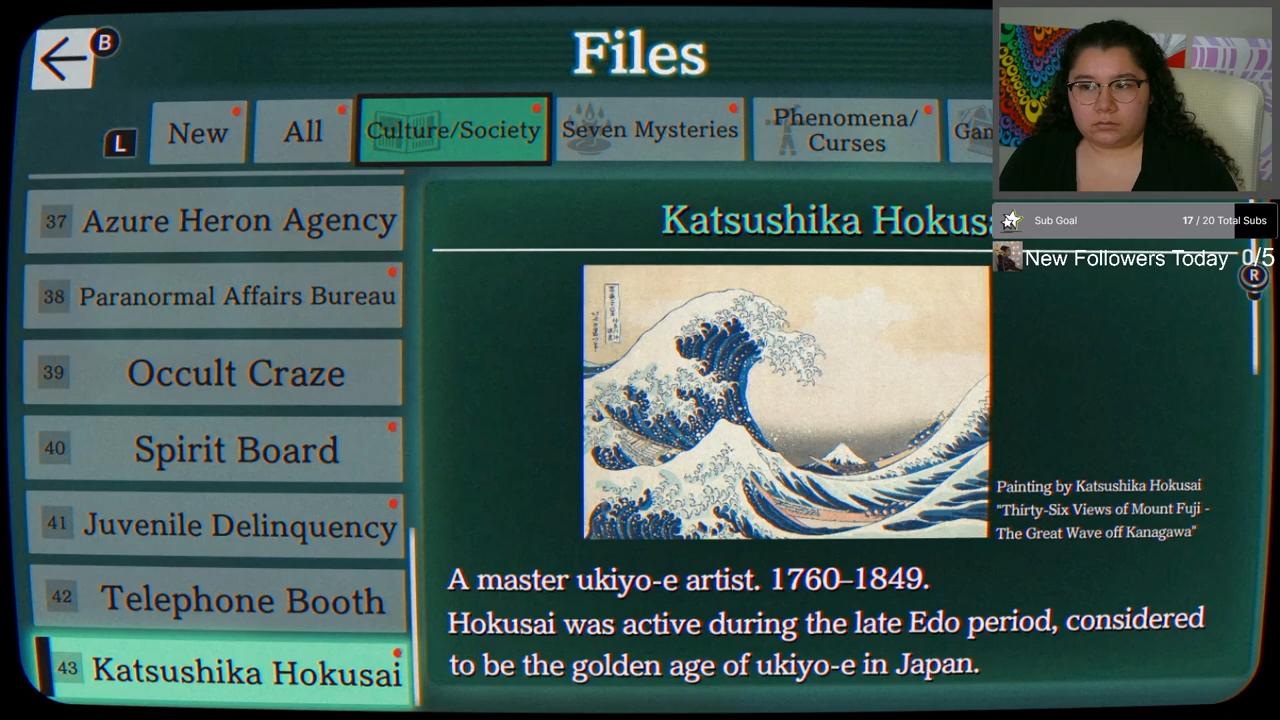 B
Files
L
New
All
Culture/Society
Seven Mysteries
Phenomena/
Curses
Gan
37 Azure Heron Agency
38 Paranormal Affairs Bureau
39 Occult Craze
40 Spirit Board
41 Juvenile Delinquency
42 Telephone Booth
43 Katsushika Hokusai
Katsushika Hokusa
Painting by Katsushika Hokusai
"Thirty-Six Views of Mount Fuji -
The Great Wave off Kanagawa"
A master ukiyo-e artist. 1760–1849.
Hokusai was active during the late Edo period, considered
to be the golden age of ukiyo-e in Japan.
Sub Goal 17 / 20 Total Subs
New Followers Today 0/5
R